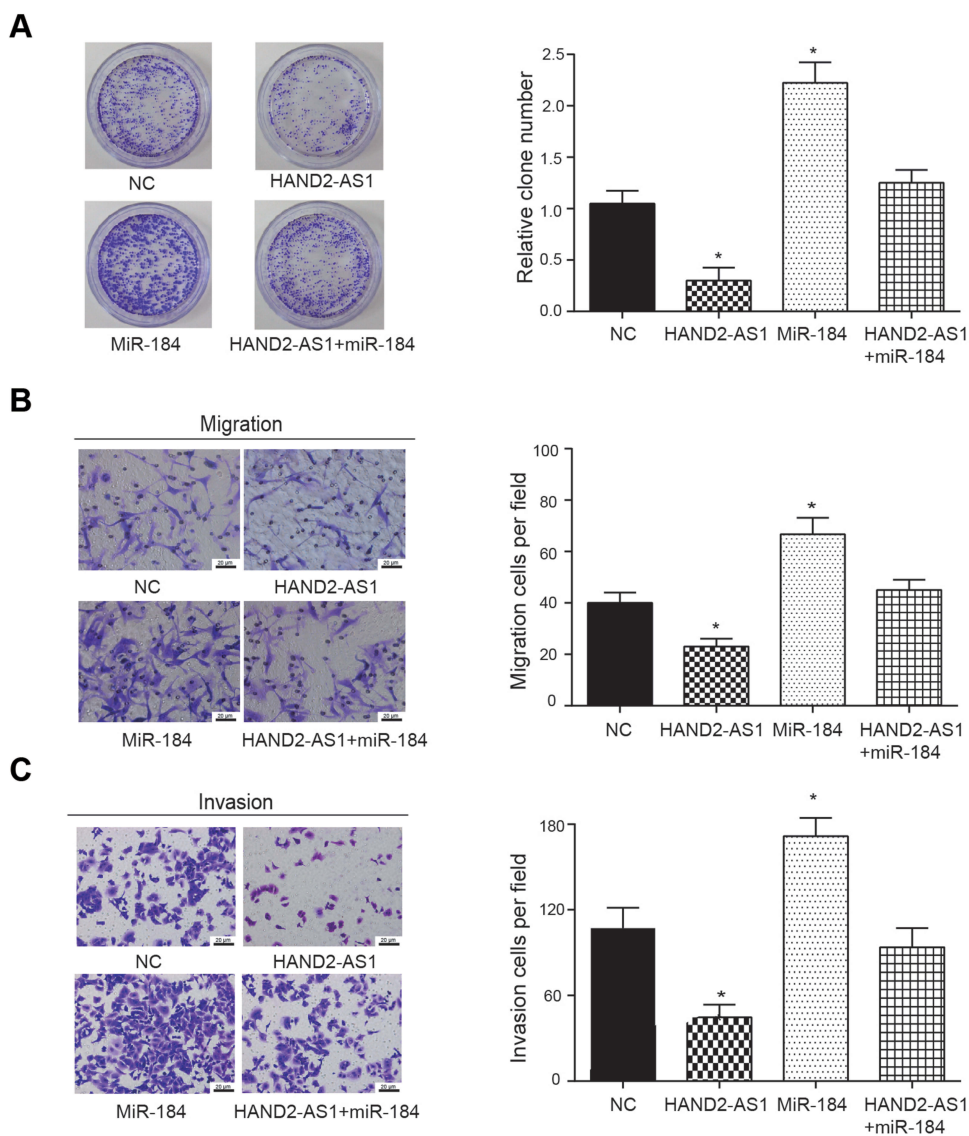 A
NC
HAND2-AS1
MiR-184
HAND2-AS1+miR-184
Relative clone number
2.5
2.0
1.5
1.0
0.5
0.0
*
*
NC
HAND2-AS1
MiR-184
HAND2-AS1
+miR-184
B
Migration
20 μm
20 μm
NC
HAND2-AS1
20 μm
20 μm
MiR-184
HAND2-AS1+miR-184
Migration cells per field
100
80
60
40
20
0
*
*
NC
HAND2-AS1
MiR-184
HAND2-AS1
+miR-184
C
Invasion
20 μm
20 μm
NC
HAND2-AS1
20 μm
20 μm
MiR-184
HAND2-AS1+miR-184
Invasion cells per field
180
120
60
0
*
*
NC
HAND2-AS1
MiR-184
HAND2-AS1
+miR-184